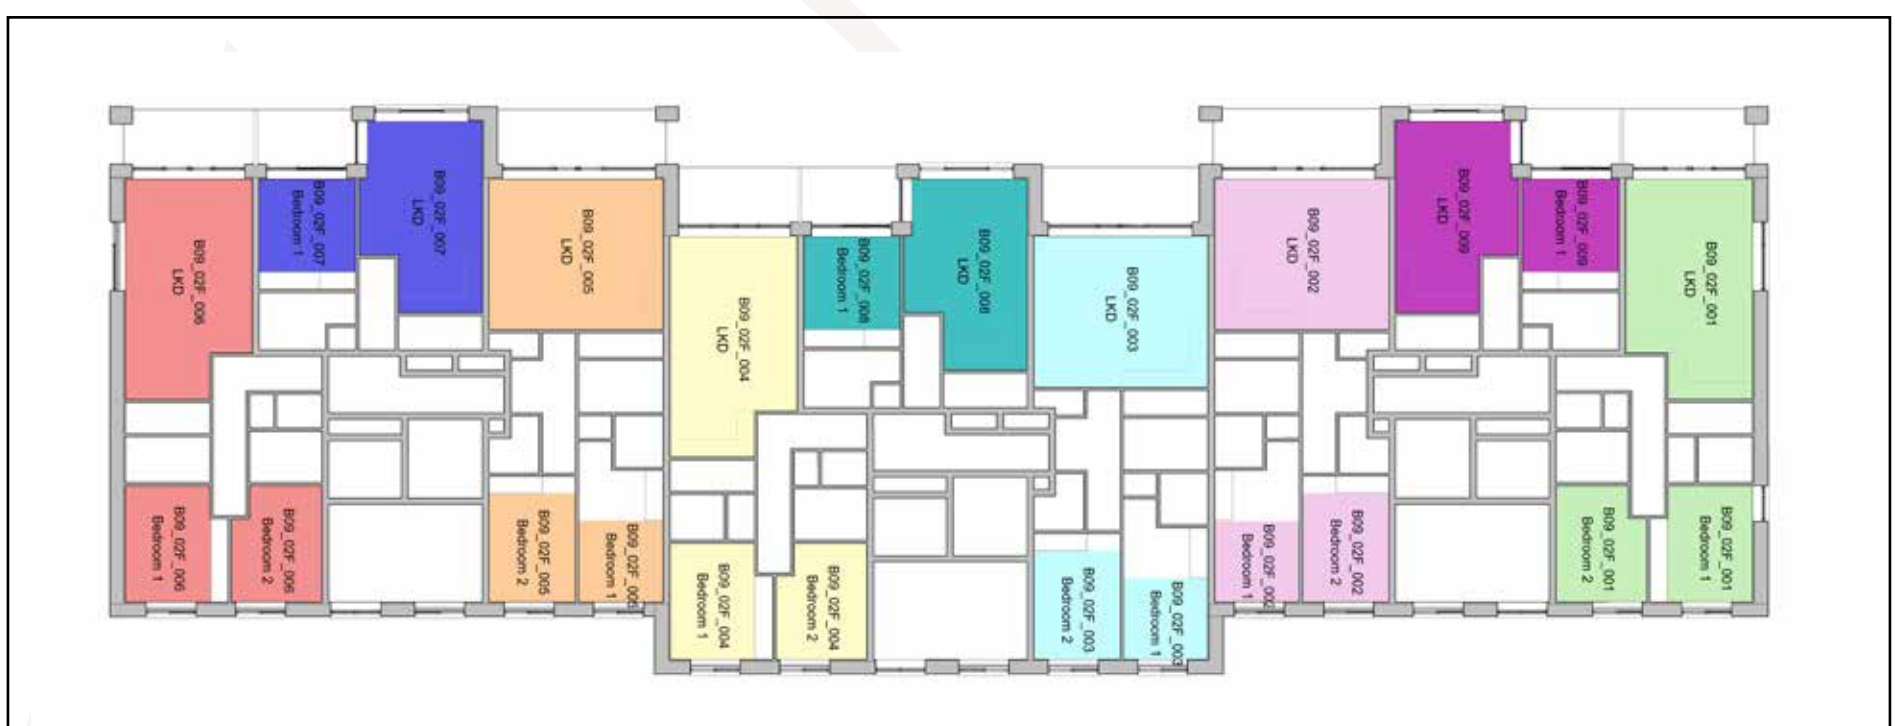 B09_02F_006
LKD
B09_02F_007
Bedroom 1
B09_02F_007
LKD
B09_02F_005
LKD
B09_02F_004
LKD
B09_02F_008
Bedroom 1
B09_02F_008
LKD
B09_02F_003
LKD
B09_02F_002
LKD
B09_02F_009
LKD
B09_02F_009
Bedroom 1
B09_02F_001
LKD
B09_02F_006
Bedroom 1
B09_02F_006
Bedroom 2
B09_02F_005
Bedroom 2
B09_02F_005
Bedroom 1
B09_02F_004
Bedroom 1
B09_02F_004
Bedroom 2
B09_02F_003
Bedroom 2
B09_02F_003
Bedroom 1
B09_02F_002
Bedroom 1
B09_02F_002
Bedroom 2
B09_02F_001
Bedroom 2
B09_02F_001
Bedroom 1